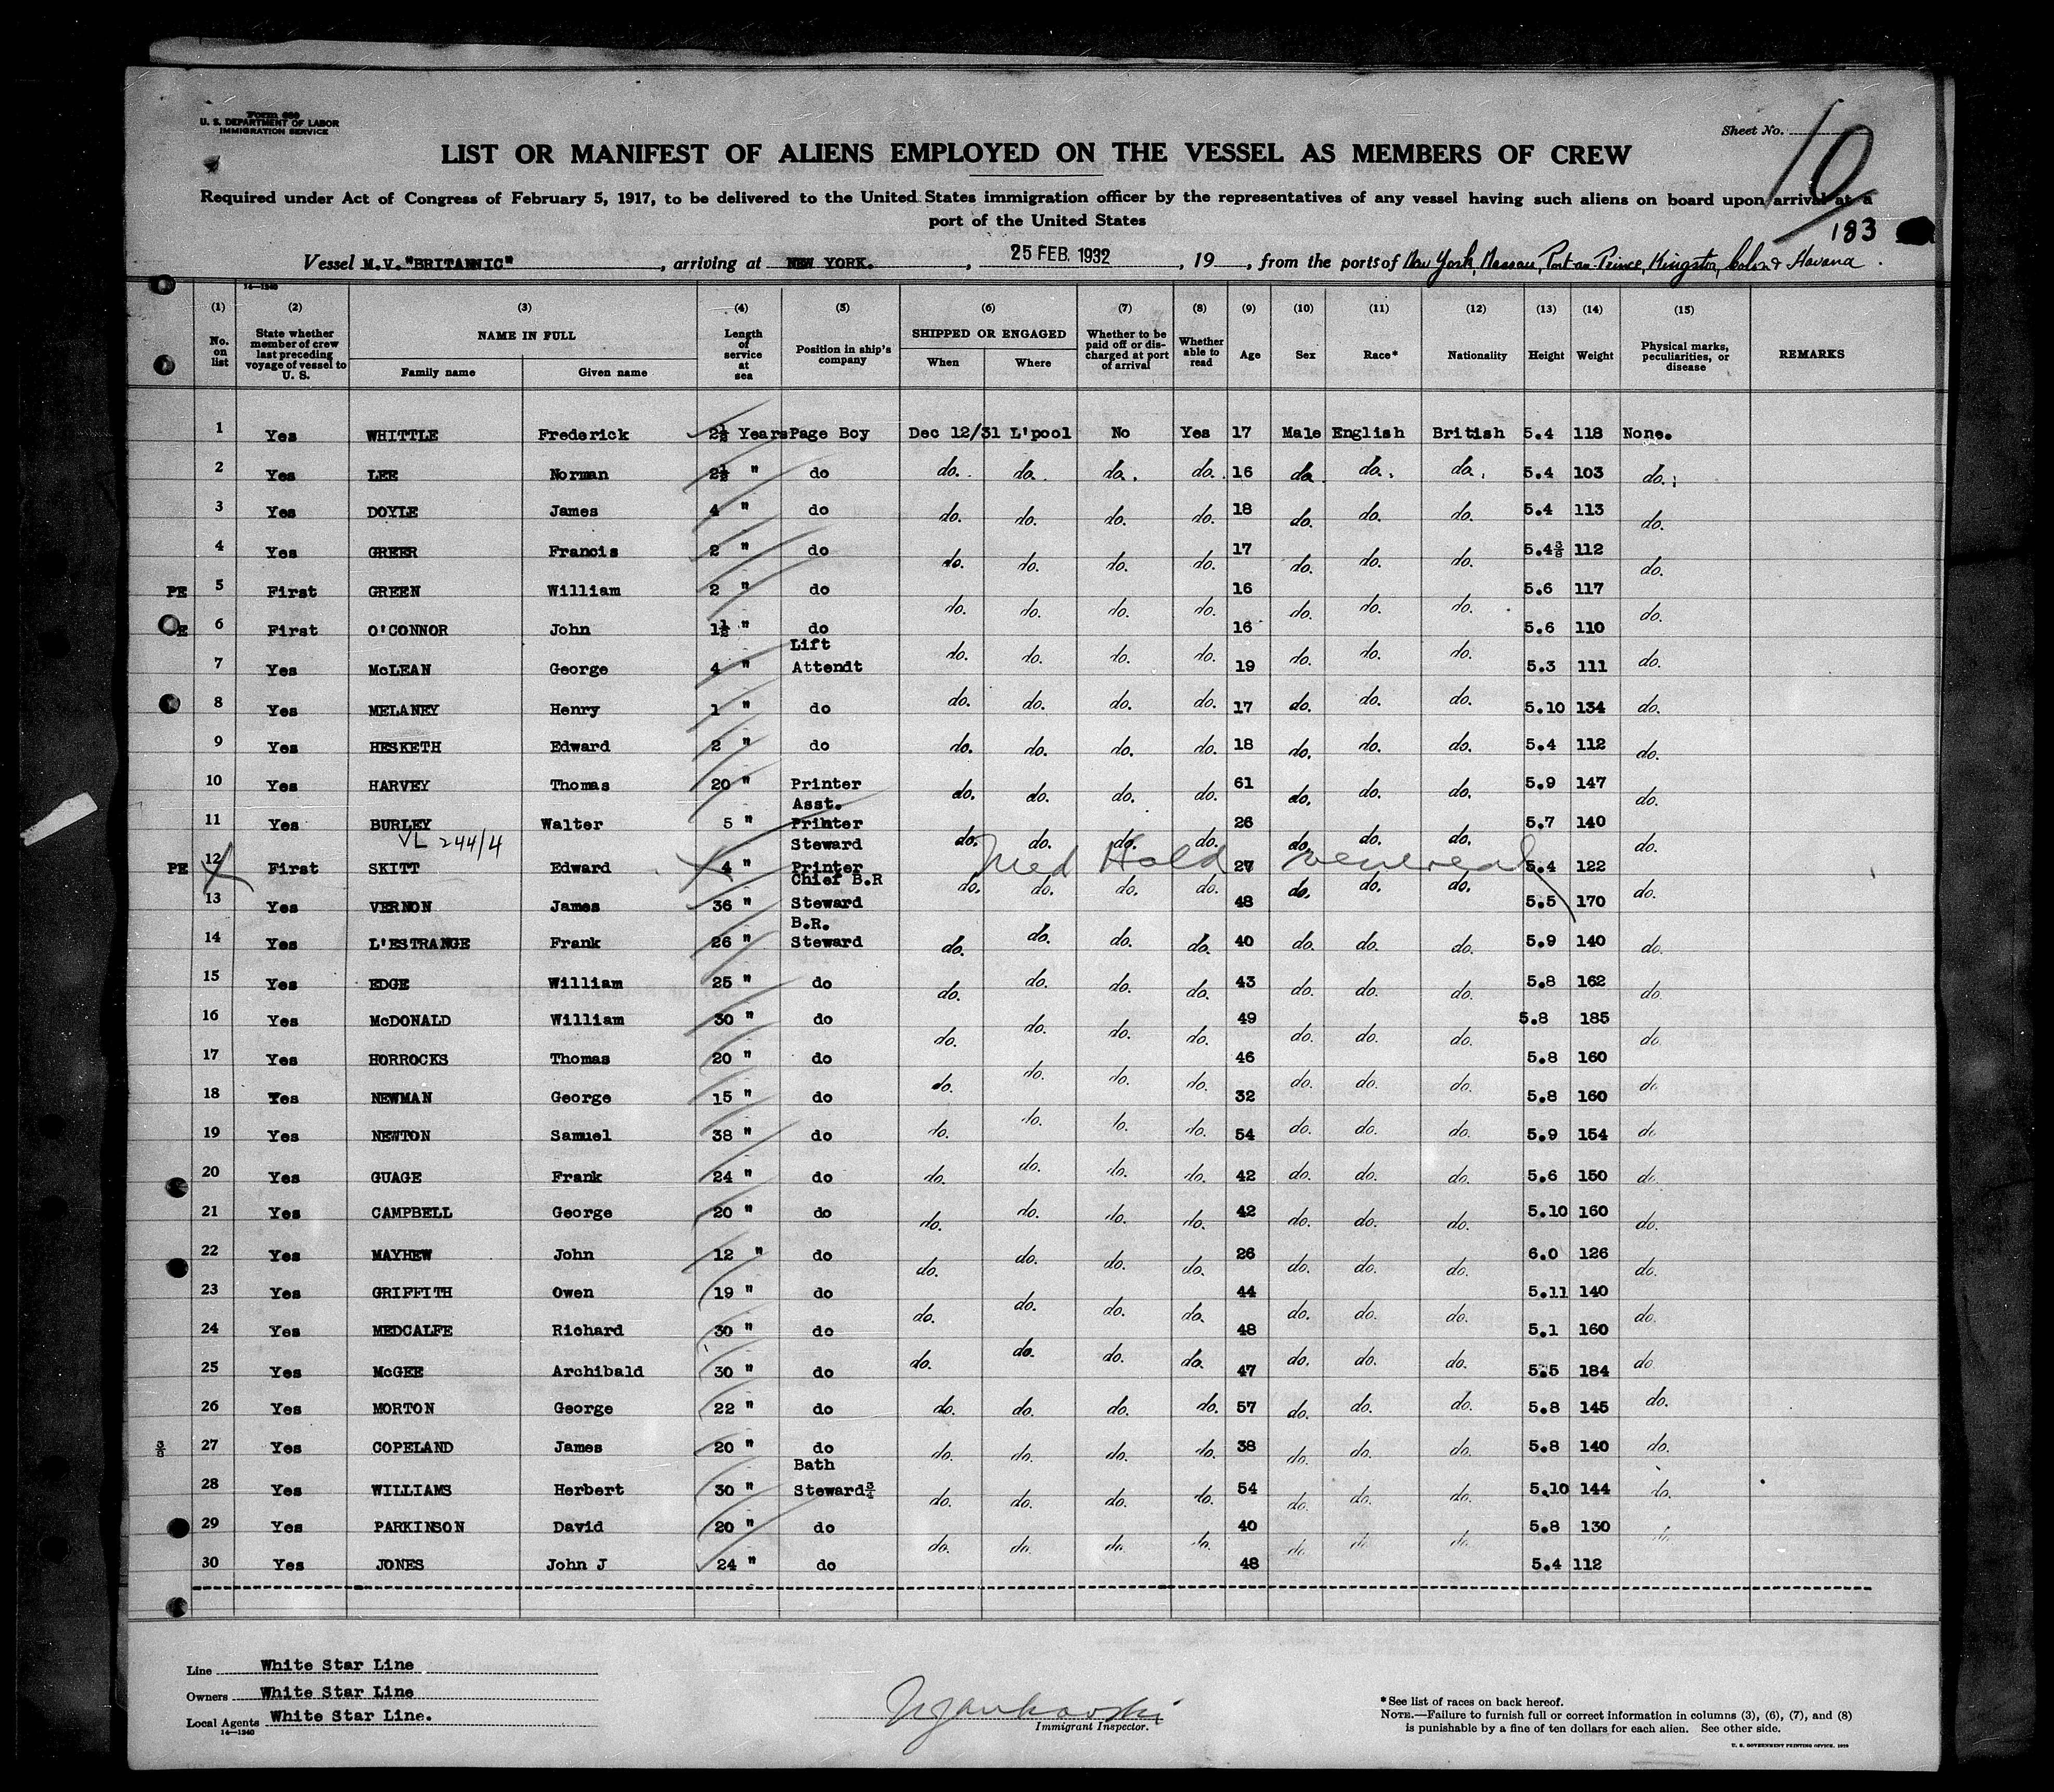 Form 689
U. S. DEPARTMENT OF LABOR
IMMIGRATION SERVICE
Sheet No. 10
LIST OR MANIFEST OF ALIENS EMPLOYED ON THE VESSEL AS MEMBERS OF CREW
Required under Act of Congress of February 5, 1917, to be delivered to the United States immigration officer by the representatives of any vessel having such aliens on board upon arrival at a
port of the United States
183
Vessel M.V."BRITANNIC", arriving at NEW YORK., 25 FEB. 1932, 19, from the ports of New York, Nassau, Port-au-Prince, Kingston, Colon & Havana.
14—1240
(1) (2) (3) (4) (5) (6) (7) (8) (9) (10) (11) (12) (13) (14) (15)
No. on list State whether member of crew last preceding voyage of vessel to U. S. NAME IN FULL Family name Given name Length of service at sea Position in ship's company SHIPPED OR ENGAGED When Where Whether to be paid off or discharged at port of arrival Whether able to read Age Sex Race* Nationality Height Weight Physical marks, peculiarities, or disease REMARKS
1 Yes WHITTLE Frederick 2½ Years Page Boy Dec 12/31 L'pool No Yes 17 Male English British 5.4 118 None.
2 Yes LEE Norman 2½ " do do. do. do. do. 16 do do. do. 5.4 103 do.
3 Yes DOYLE James 4 " do do. do. do. do. 18 do. do. do. 5.4 113 do.
4 Yes GREER Francis 2 " do do. do. do. do. 17 do. do. do. 5.4⅜ 112 do.
PE 5 First GREEN William 2 " do do. do. do. do. 16 do. do. do. 5.6 117 do.
E 6 First O'CONNOR John 1½ " do do. do. do. do. 16 do. do. do. 5.6 110 do.
7 Yes McLEAN George 4 " Lift Attendt do. do. do. do. 19 do. do. do. 5.3 111 do.
8 Yes MELANEY Henry 1 " do do. do. do. do. 17 do. do. do. 5.10 134 do.
9 Yes HESKETH Edward 2 " do do. do. do. do. 18 do. do. do. 5.4 112 do.
10 Yes HARVEY Thomas 20 " Printer do. do. do. do. 61 do. do. do. 5.9 147 do.
11 Yes BURLEY Walter 5 " Asst. Printer do. do. do. do. 26 do. do. do. 5.7 140 do.
VL 244/4
PE 12 First SKITT Edward 4 " Steward Printer do. do. do. do. 27 do. do. do. 5.4 122 do.
Med Hold venereal
13 Yes VERNON James 36 " Chief B.R Steward 48 5.5 170
14 Yes L'ESTRANGE Frank 26 " B.R. Steward do. do. do. do. 40 do. do. do. 5.9 140 do.
15 Yes EDGE William 25 " do do. do. do. do. 43 do. do. do. 5.8 162 do.
16 Yes McDONALD William 30 " do do. do. do. do. 49 do. do. do. 5.8 185 do.
17 Yes HORROCKS Thomas 20 " do do. do. do. do. 46 do. do. do. 5.8 160 do.
18 Yes NEWMAN George 15 " do do. do. do. do. 32 do. do. do. 5.8 160 do.
19 Yes NEWTON Samuel 38 " do do. do. do. do. 54 do. do. do. 5.9 154 do.
20 Yes GUAGE Frank 24 " do do. do. do. do. 42 do. do. do. 5.6 150 do.
21 Yes CAMPBELL George 20 " do do. do. do. do. 42 do. do. do. 5.10 160 do.
22 Yes MAYHEW John 12 " do do. do. do. do. 26 do. do. do. 6.0 126 do.
23 Yes GRIFFITH Owen 19 " do do. do. do. do. 44 do. do. do. 5.11 140 do.
24 Yes MEDCALFE Richard 30 " do do. do. do. do. 48 do. do. do. 5.1 160 do.
25 Yes McGEE Archibald 30 " do do. do. do. do. 47 do. do. do. 5.5 184 do.
26 Yes MORTON George 22 " do do. do. do. do. 57 do. do. do. 5.8 145 do.
⅜ 27 Yes COPELAND James 20 " do do. do. do. do. 38 do. do. do. 5.8 140 do.
28 Yes WILLIAMS Herbert 30 " Bath Steward¾ do. do. do. do. 54 do. do. do. 5.10 144 do.
29 Yes PARKINSON David 20 " do do. do. do. do. 40 do. do. do. 5.8 130 do.
30 Yes JONES John J 24 " do 48 5.4 112
Line White Star Line
Owners White Star Line
Local Agents White Star Line.
14—1240
Immigrant Inspector.
*See list of races on back hereof.
NOTE.—Failure to furnish full or correct information in columns (3), (6), (7), and (8)
is punishable by a fine of ten dollars for each alien. See other side.
U. S. GOVERNMENT PRINTING OFFICE: 1929